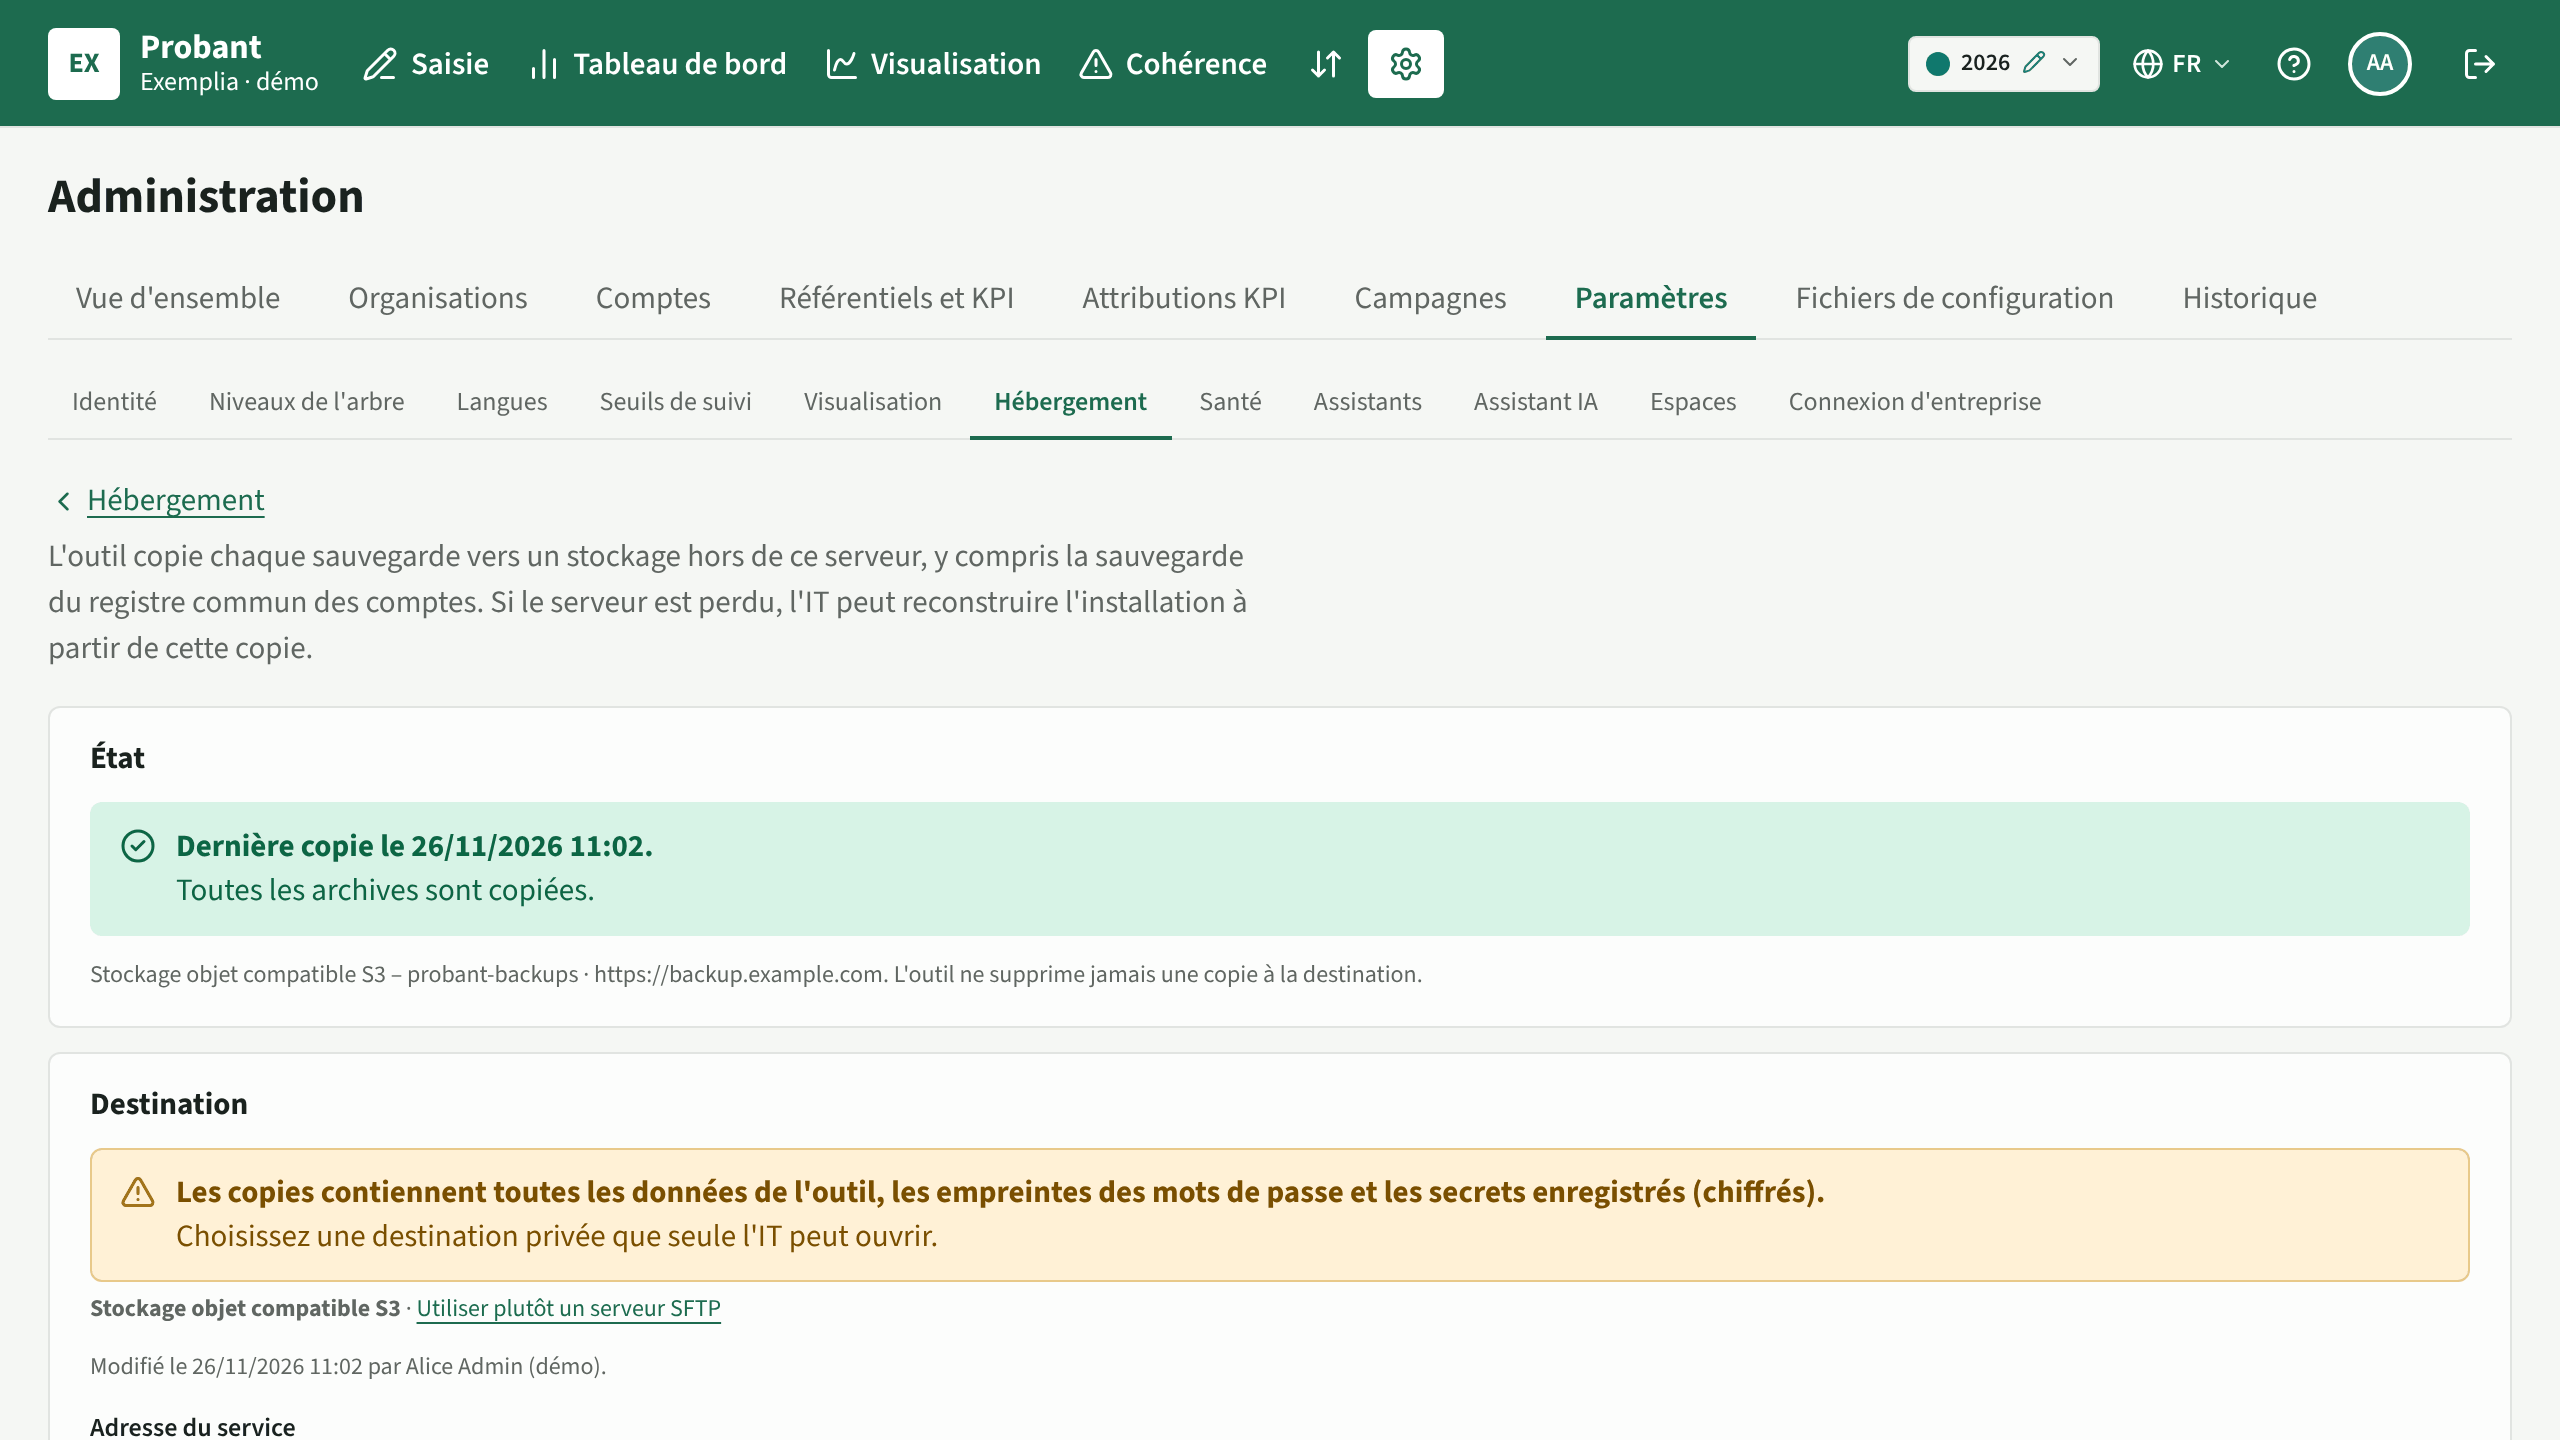 EX
Probant
Exemplia · démo
Saisie
Tableau de bord
Visualisation
Cohérence
2026
FR
AA
Administration
Vue d'ensemble
Organisations
Comptes
Référentiels et KPI
Attributions KPI
Campagnes
Paramètres
Fichiers de configuration
Historique
Identité
Niveaux de l'arbre
Langues
Seuils de suivi
Visualisation
Hébergement
Santé
Assistants
Assistant IA
Espaces
Connexion d'entreprise
Hébergement
L'outil copie chaque sauvegarde vers un stockage hors de ce serveur, y compris la sauvegarde
du registre commun des comptes. Si le serveur est perdu, l'IT peut reconstruire l'installation à
partir de cette copie.
État
Dernière copie le 26/11/2026 11:02.
Toutes les archives sont copiées.
Stockage objet compatible S3 – probant-backups · https://backup.example.com. L'outil ne supprime jamais une copie à la destination.
Destination
Les copies contiennent toutes les données de l'outil, les empreintes des mots de passe et les secrets enregistrés (chiffrés).
Choisissez une destination privée que seule l'IT peut ouvrir.
Stockage objet compatible S3 · Utiliser plutôt un serveur SFTP
Modifié le 26/11/2026 11:02 par Alice Admin (démo).
Adresse du service